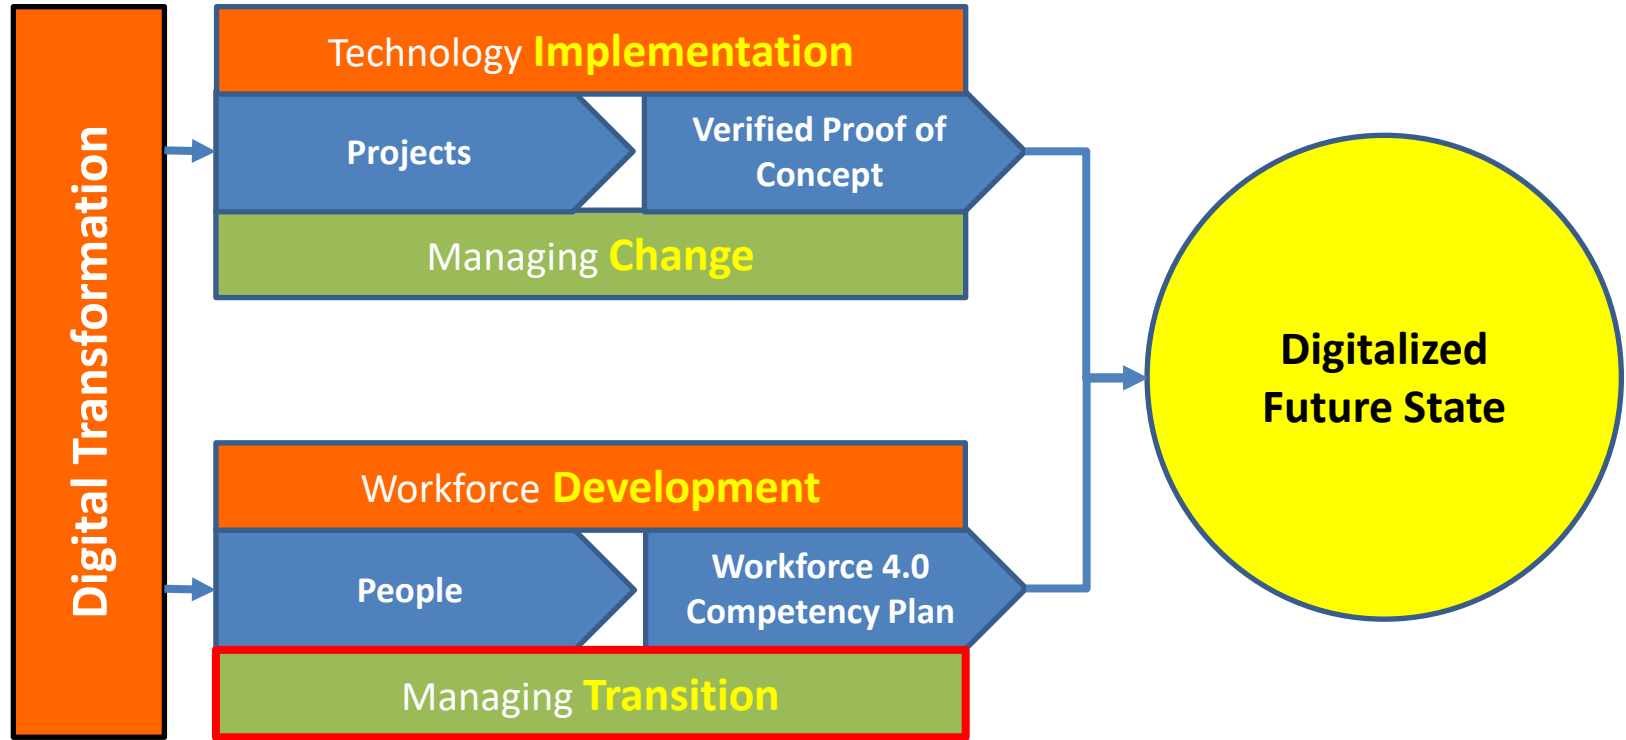 Digital Transformation
Technology Implementation
Projects
Verified Proof of
Concept
Managing Change
Workforce Development
People
Workforce 4.0
Competency Plan
Managing Transition
Digitalized
Future State